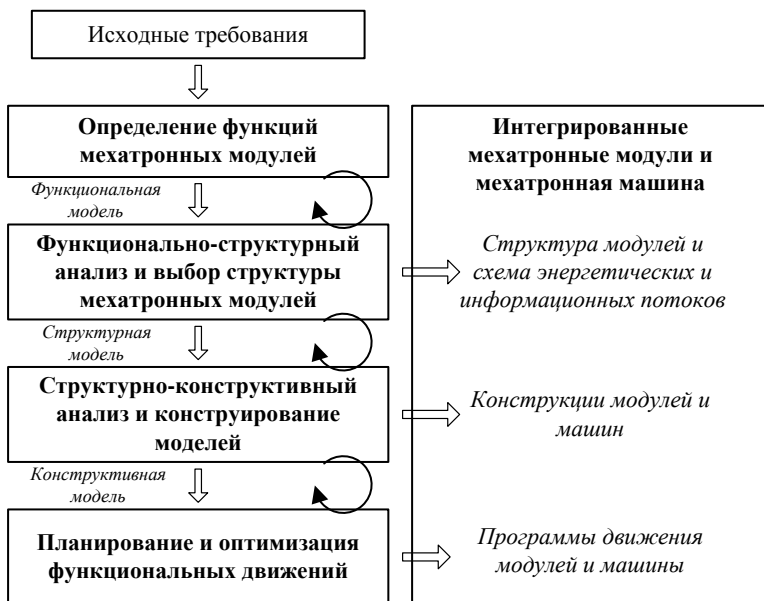 Исходные требования
Определение функций
мехатронных модулей
Функциональная
модель
Функционально-структурный
анализ и выбор структуры
мехатронных модулей
Структурная
модель
Структурно-конструктивный
анализ и конструирование
моделей
Конструктивная
модель
Планирование и оптимизация
функциональных движений
Интегрированные
мехатронные модули и
мехатронная машина
Структура модулей и
схема энергетических и
информационных потоков
Конструкции модулей и
машин
Программы движения
модулей и машины